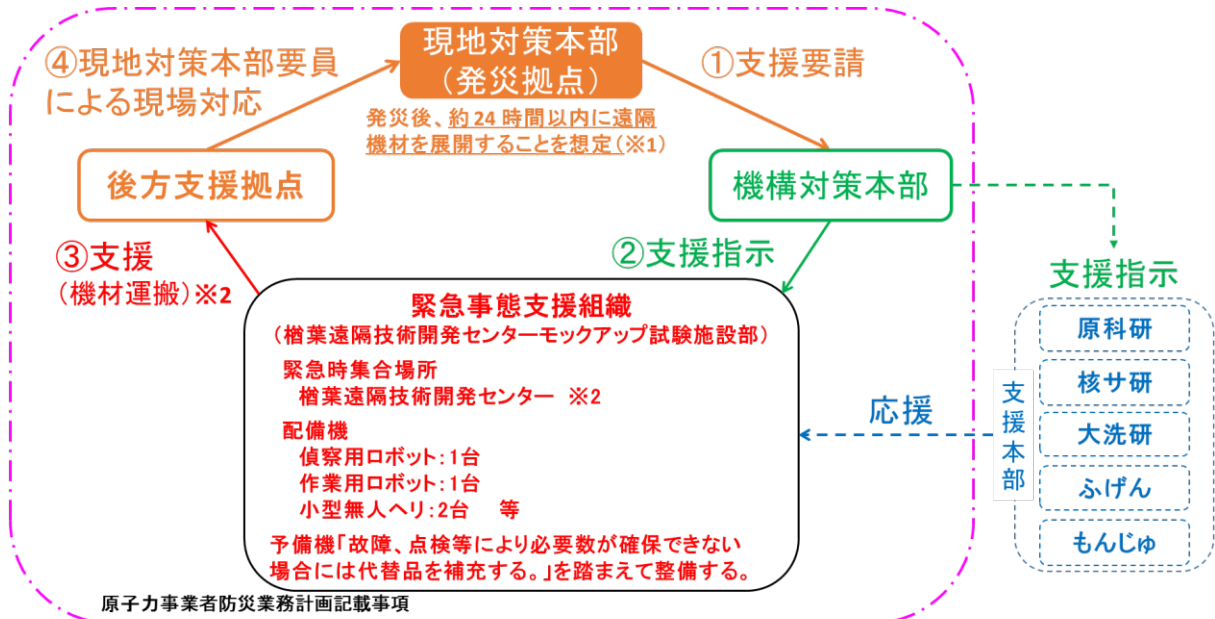 現地対策本部
（発災拠点）
④現地対策本部要員
による現場対応
①支援要請
発災後、約24時間以内に遠隔
機材を展開することを想定(※1)
後方支援拠点
機構対策本部
③支援
（機材運搬）※2
②支援指示
支援指示
緊急事態支援組織
（楢葉遠隔技術開発センターモックアップ試験施設部）
緊急時集合場所
楢葉遠隔技術開発センター ※2
配備機
偵察用ロボット：1台
作業用ロボット：1台
小型無人ヘリ：2台 等
予備機「故障、点検等により必要数が確保できない
場合には代替品を補充する。」を踏まえて整備する。
応援
支援本部
原科研
核サ研
大洗研
ふげん
もんじゅ
原子力事業者防災業務計画記載事項